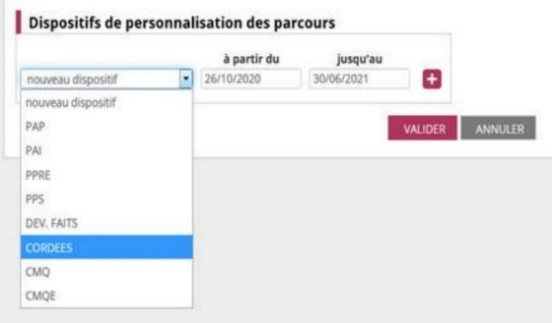 Dispositifs de personnalisation des parcours
à partir du jusqu'au
nouveau dispositif 26/10/2020 30/06/2021 +
nouveau dispositif
PAP
VALIDER ANNULER
PAI
PPRE
PPS
DEV. FAITS
CORDEES
CMQ
CMQE